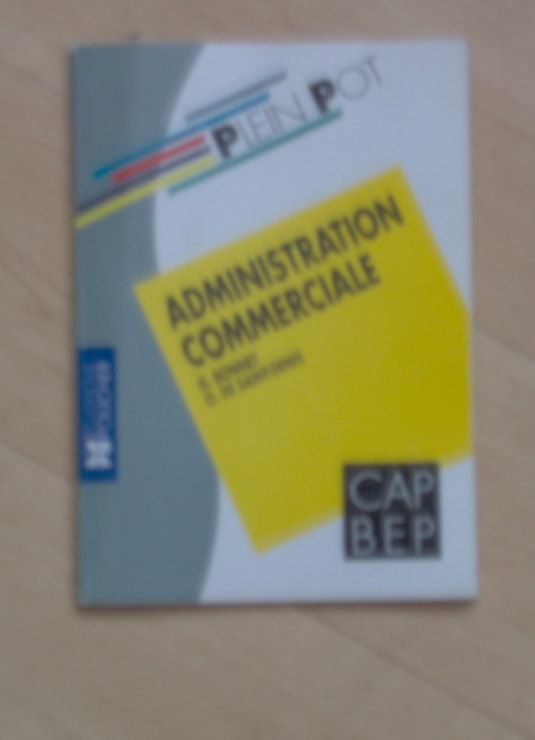 PLEIN POT
ADMINISTRATION
COMMERCIALE
CAP
BEP